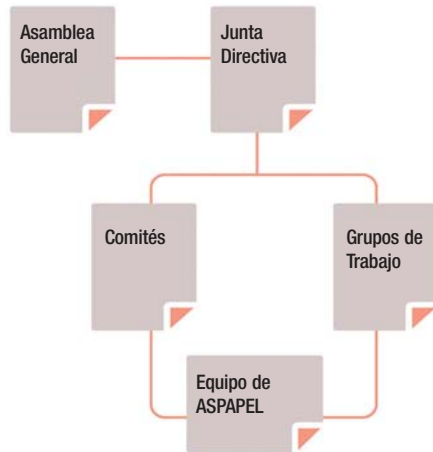 Asamblea
General
Junta
Directiva
Comités
Grupos de
Trabajo
Equipo de
ASPAPEL